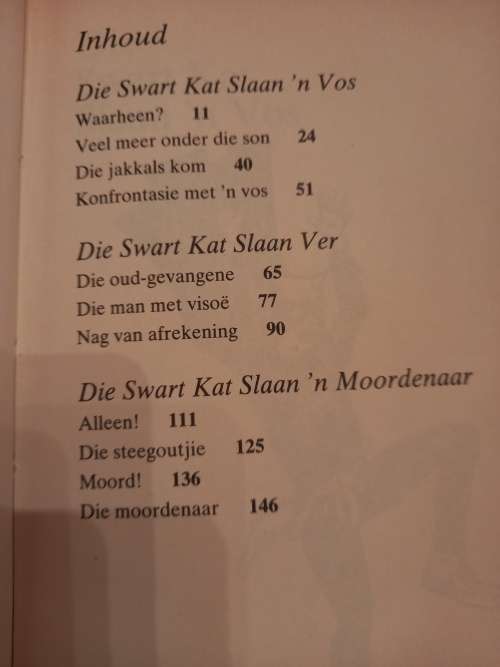 Inhoud
Die Swart Kat Slaan 'n Vos
Waarheen? 11
Veel meer onder die son 24
Die jakkals kom 40
Konfrontasie met 'n vos 51
Die Swart Kat Slaan Ver
Die oud-gevangene 65
Die man met visoë 77
Nag van afrekening 90
Die Swart Kat Slaan 'n Moordenaar
Alleen! 111
Die steegoutjie 125
Moord! 136
Die moordenaar 146